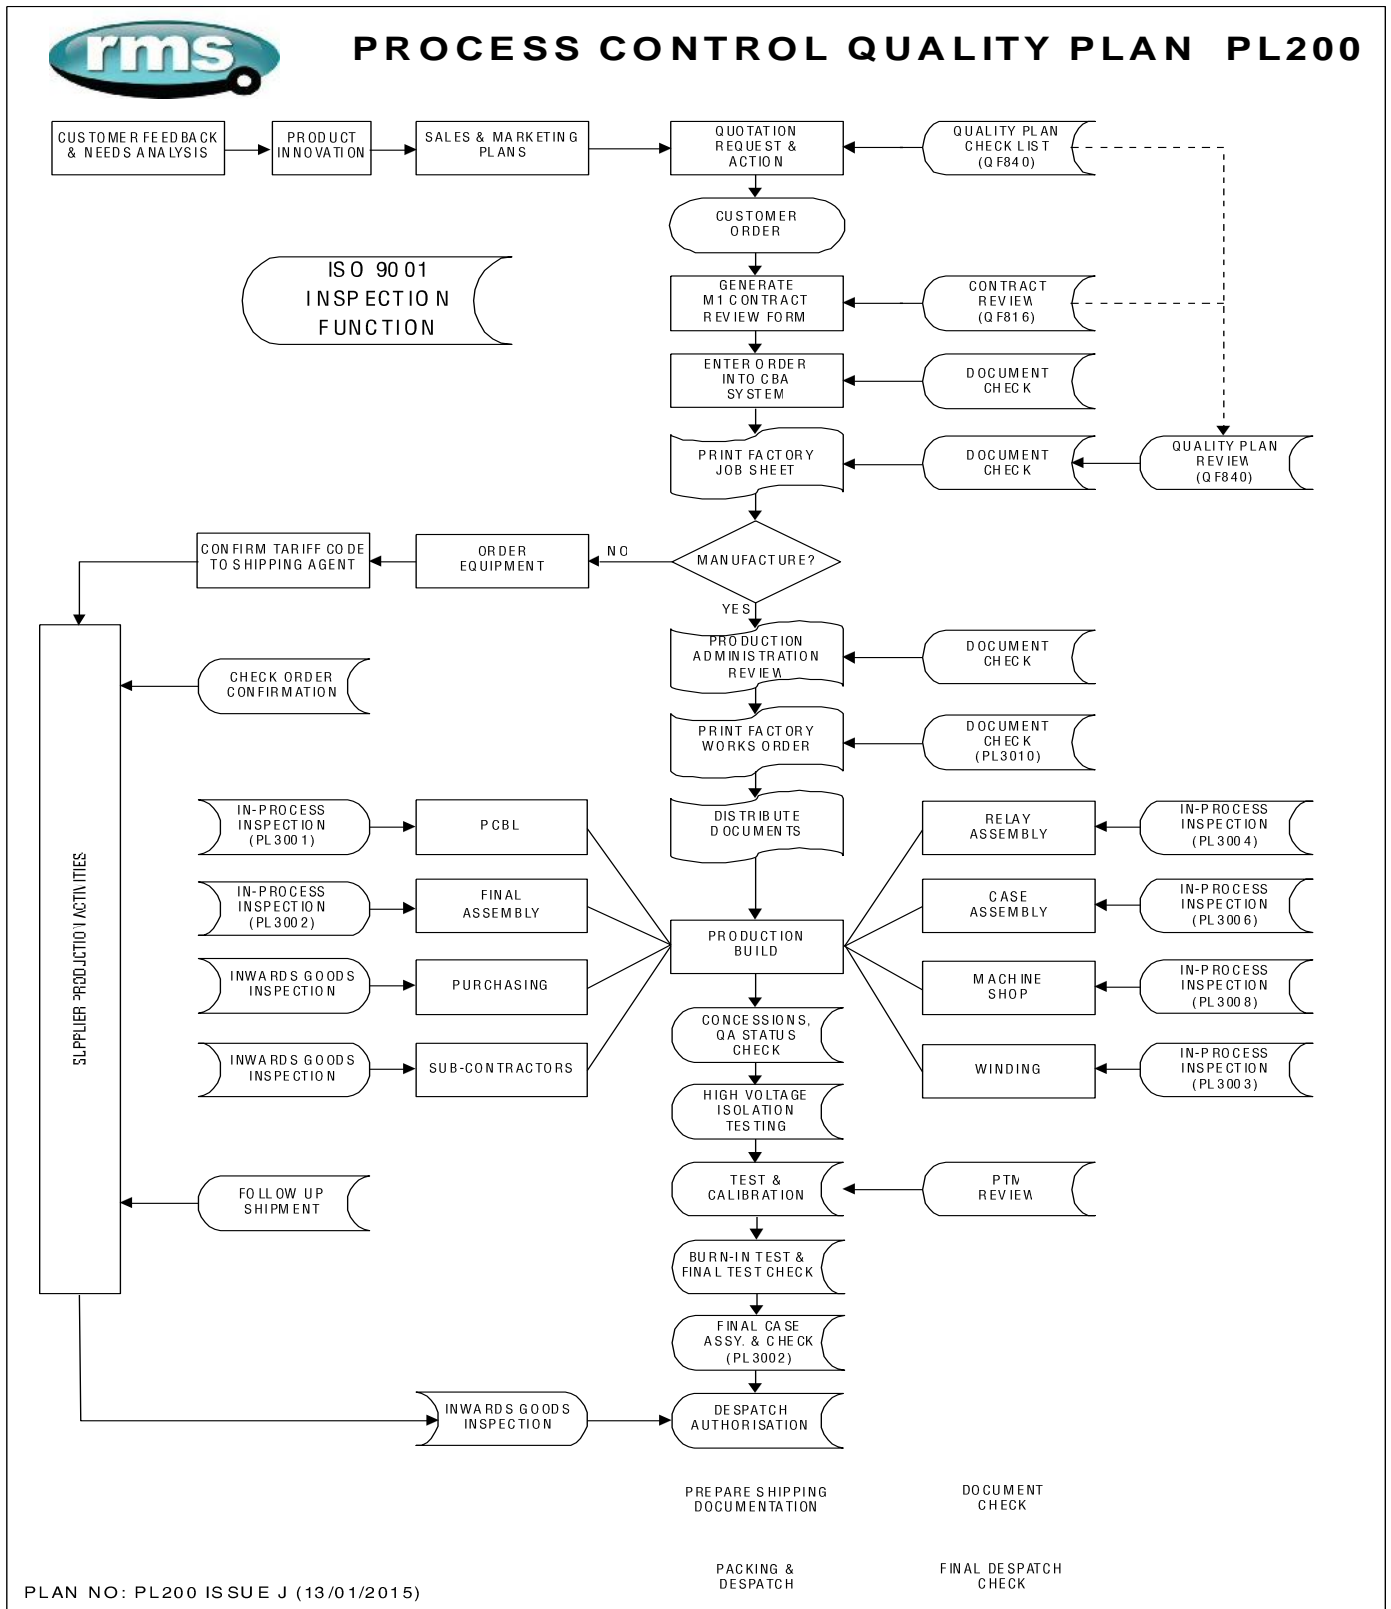 rms
PROCESS CONTROL QUALITY PLAN PL200
CUSTOMER FEEDBACK
& NEEDS ANALYSIS
PRODUCT
INNOVATION
SALES & MARKETING
PLANS
QUOTATION
REQUEST &
ACTION
QUALITY PLAN
CHECK LIST
(QF840)
CUSTOMER
ORDER
ISO 9001
INSPECTION
FUNCTION
GENERATE
M1 CONTRACT
REVIEW FORM
CONTRACT
REVIEW
(QF816)
ENTER ORDER
INTO CBA
SYSTEM
DOCUMENT
CHECK
PRINT FACTORY
JOB SHEET
DOCUMENT
CHECK
QUALITY PLAN
REVIEW
(QF840)
CONFIRM TARIFF CODE
TO SHIPPING AGENT
ORDER
EQUIPMENT
NO
MANUFACTURE?
YES
PRODUCTION
ADMINISTRATION
REVIEW
DOCUMENT
CHECK
CHECK ORDER
CONFIRMATION
PRINT FACTORY
WORKS ORDER
DOCUMENT
CHECK
(PL3010)
SUPPLIER PRODUCTION ACTIVITIES
IN-PROCESS
INSPECTION
(PL3001)
PCBL
DISTRIBUTE
DOCUMENTS
RELAY
ASSEMBLY
IN-PROCESS
INSPECTION
(PL3004)
IN-PROCESS
INSPECTION
(PL3002)
FINAL
ASSEMBLY
CASE
ASSEMBLY
IN-PROCESS
INSPECTION
(PL3006)
PRODUCTION
BUILD
INWARDS GOODS
INSPECTION
PURCHASING
MACHINE
SHOP
IN-PROCESS
INSPECTION
(PL3008)
CONCESSIONS,
QA STATUS
CHECK
INWARDS GOODS
INSPECTION
SUB-CONTRACTORS
WINDING
IN-PROCESS
INSPECTION
(PL3003)
HIGH VOLTAGE
ISOLATION
TESTING
FOLLOW UP
SHIPMENT
TEST &
CALIBRATION
PTM
REVIEW
BURN-IN TEST &
FINAL TEST CHECK
FINAL CASE
ASSY. & CHECK
(PL3002)
INWARDS GOODS
INSPECTION
DESPATCH
AUTHORISATION
PREPARE SHIPPING
DOCUMENTATION
DOCUMENT
CHECK
PACKING &
DESPATCH
FINAL DESPATCH
CHECK
PLAN NO: PL200 ISSUE J (13/01/2015)